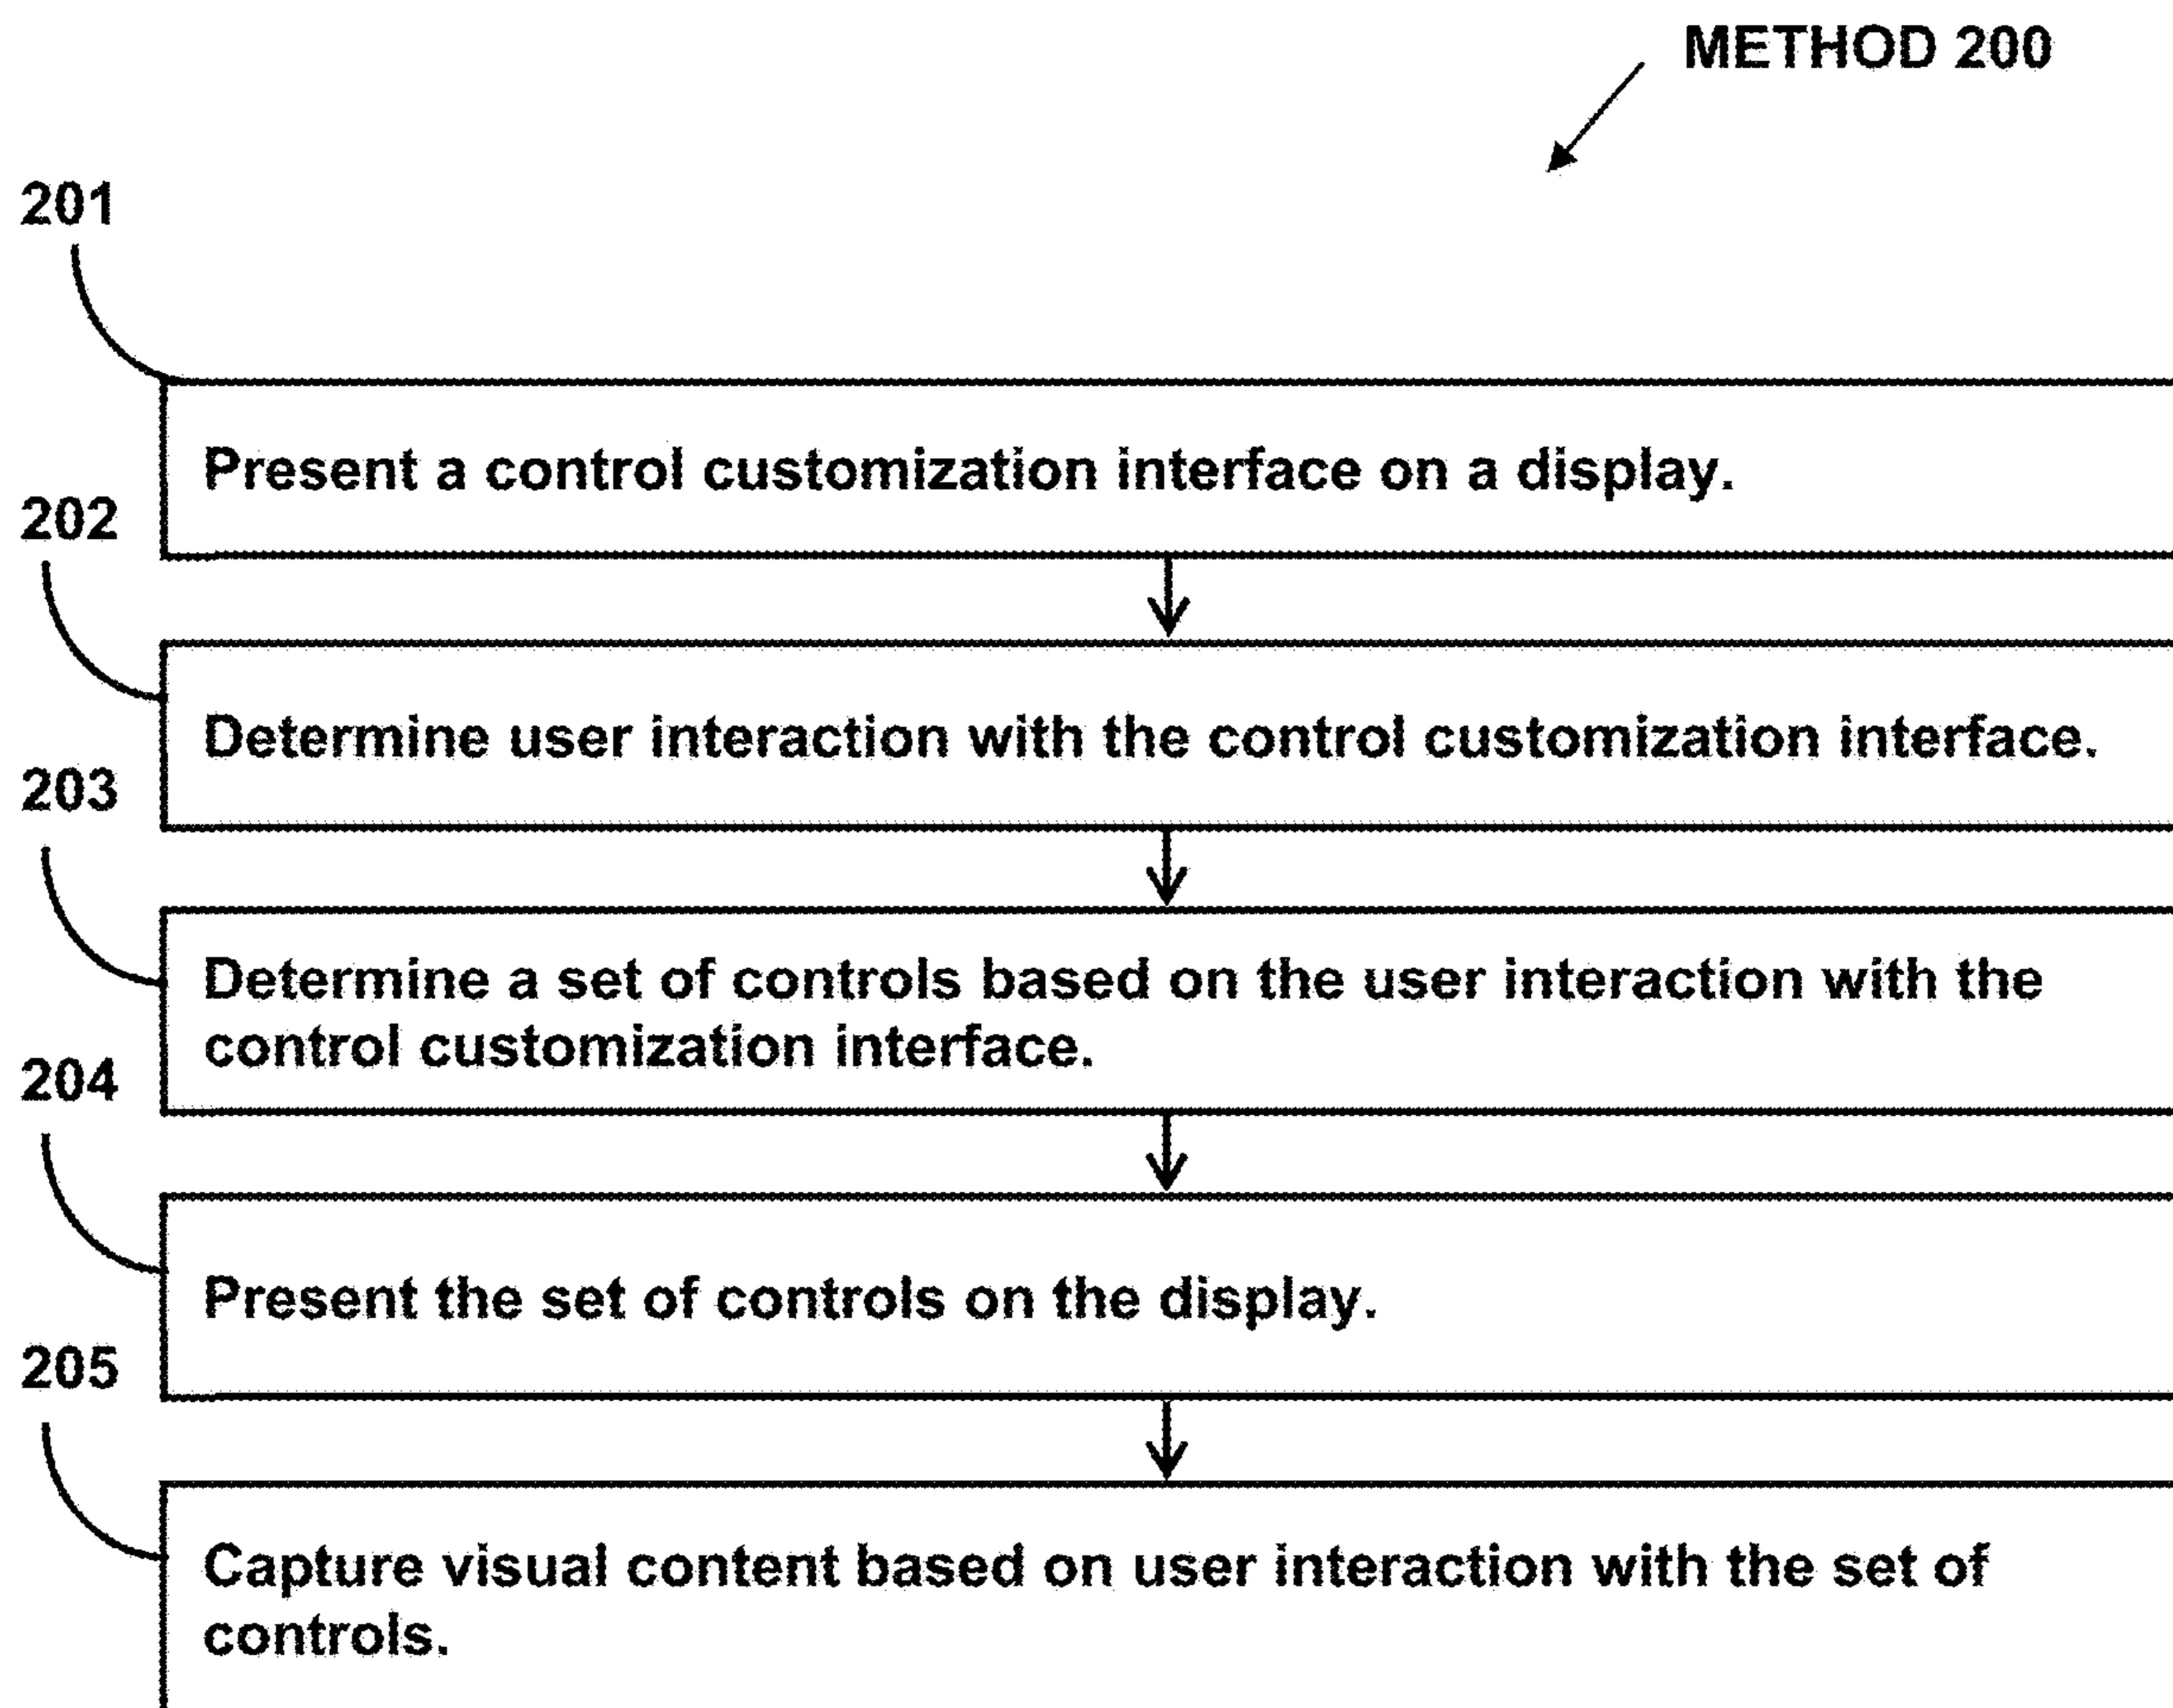 METHOD 200
201
Present a control customization interface on a display.
202
Determine user interaction with the control customization interface.
203
Determine a set of controls based on the user interaction with the
control customization interface.
204
Present the set of controls on the display.
205
Capture visual content based on user interaction with the set of
controls.